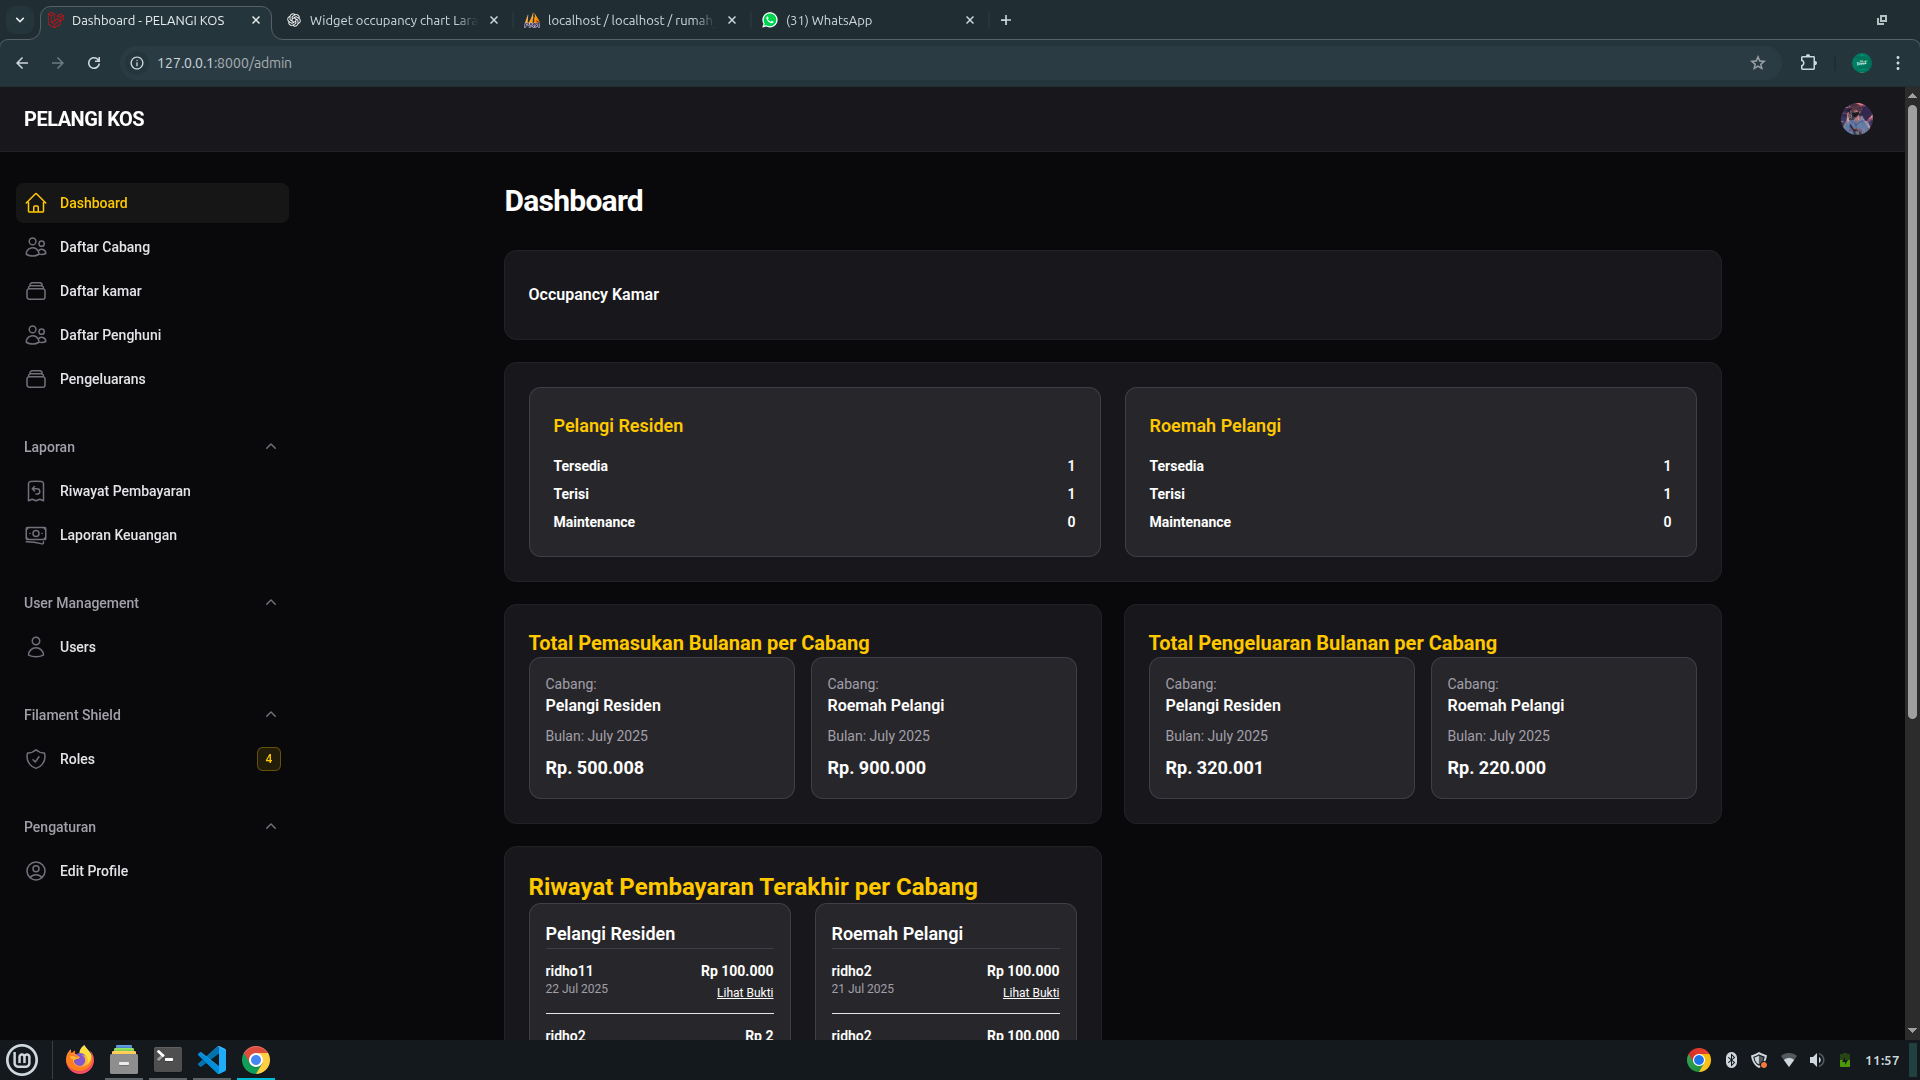 Dashboard - PELANGI KOS
Widget occupancy chart Lara
localhost / localhost / rumah
(31) WhatsApp
127.0.0.1:8000/admin
PELANGI KOS
Dashboard
Daftar Cabang
Daftar kamar
Daftar Penghuni
Pengeluarans
Laporan
Riwayat Pembayaran
Laporan Keuangan
User Management
Users
Filament Shield
Roles 4
Pengaturan
Edit Profile
Dashboard
Occupancy Kamar
Pelangi Residen
Tersedia 1
Terisi 1
Maintenance 0
Roemah Pelangi
Tersedia 1
Terisi 1
Maintenance 0
Total Pemasukan Bulanan per Cabang
Cabang:
Pelangi Residen
Bulan: July 2025
Rp. 500.008
Cabang:
Roemah Pelangi
Bulan: July 2025
Rp. 900.000
Total Pengeluaran Bulanan per Cabang
Cabang:
Pelangi Residen
Bulan: July 2025
Rp. 320.001
Cabang:
Roemah Pelangi
Bulan: July 2025
Rp. 220.000
Riwayat Pembayaran Terakhir per Cabang
Pelangi Residen
ridho11 Rp 100.000
22 Jul 2025 Lihat Bukti
ridho2 Rp 2
Roemah Pelangi
ridho2 Rp 100.000
21 Jul 2025 Lihat Bukti
ridho2 Rp 100.000
11:57